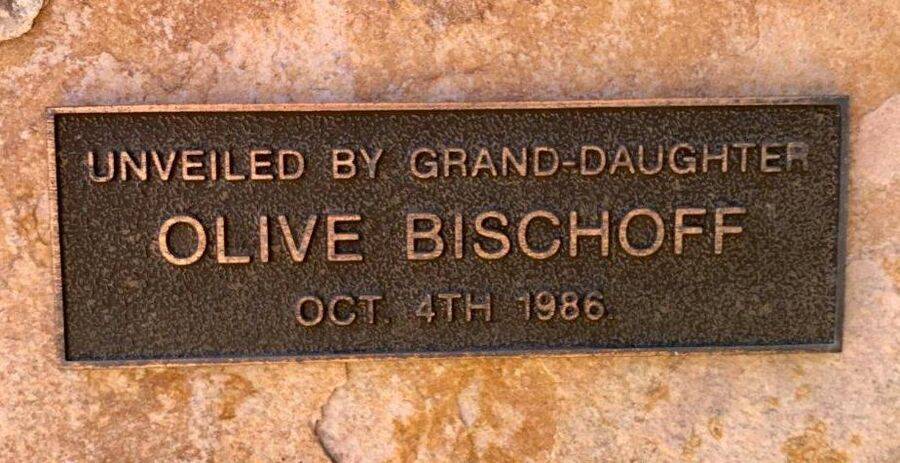 UNVEILED BY GRAND-DAUGHTER
OLIVE BISCHOFF
OCT. 4TH 1986.